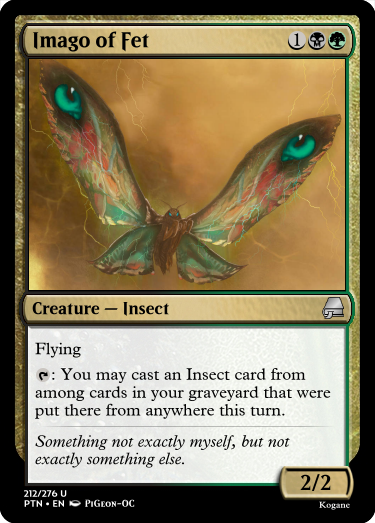 Imago of Fet 1
Creature — Insect
Flying
: You may cast an Insect card from
among cards in your graveyard that were
put there from anywhere this turn.
Something not exactly myself, but not
exactly something else.
2/2
212/276 U
PTN • EN PiGeon-OC
Kogane